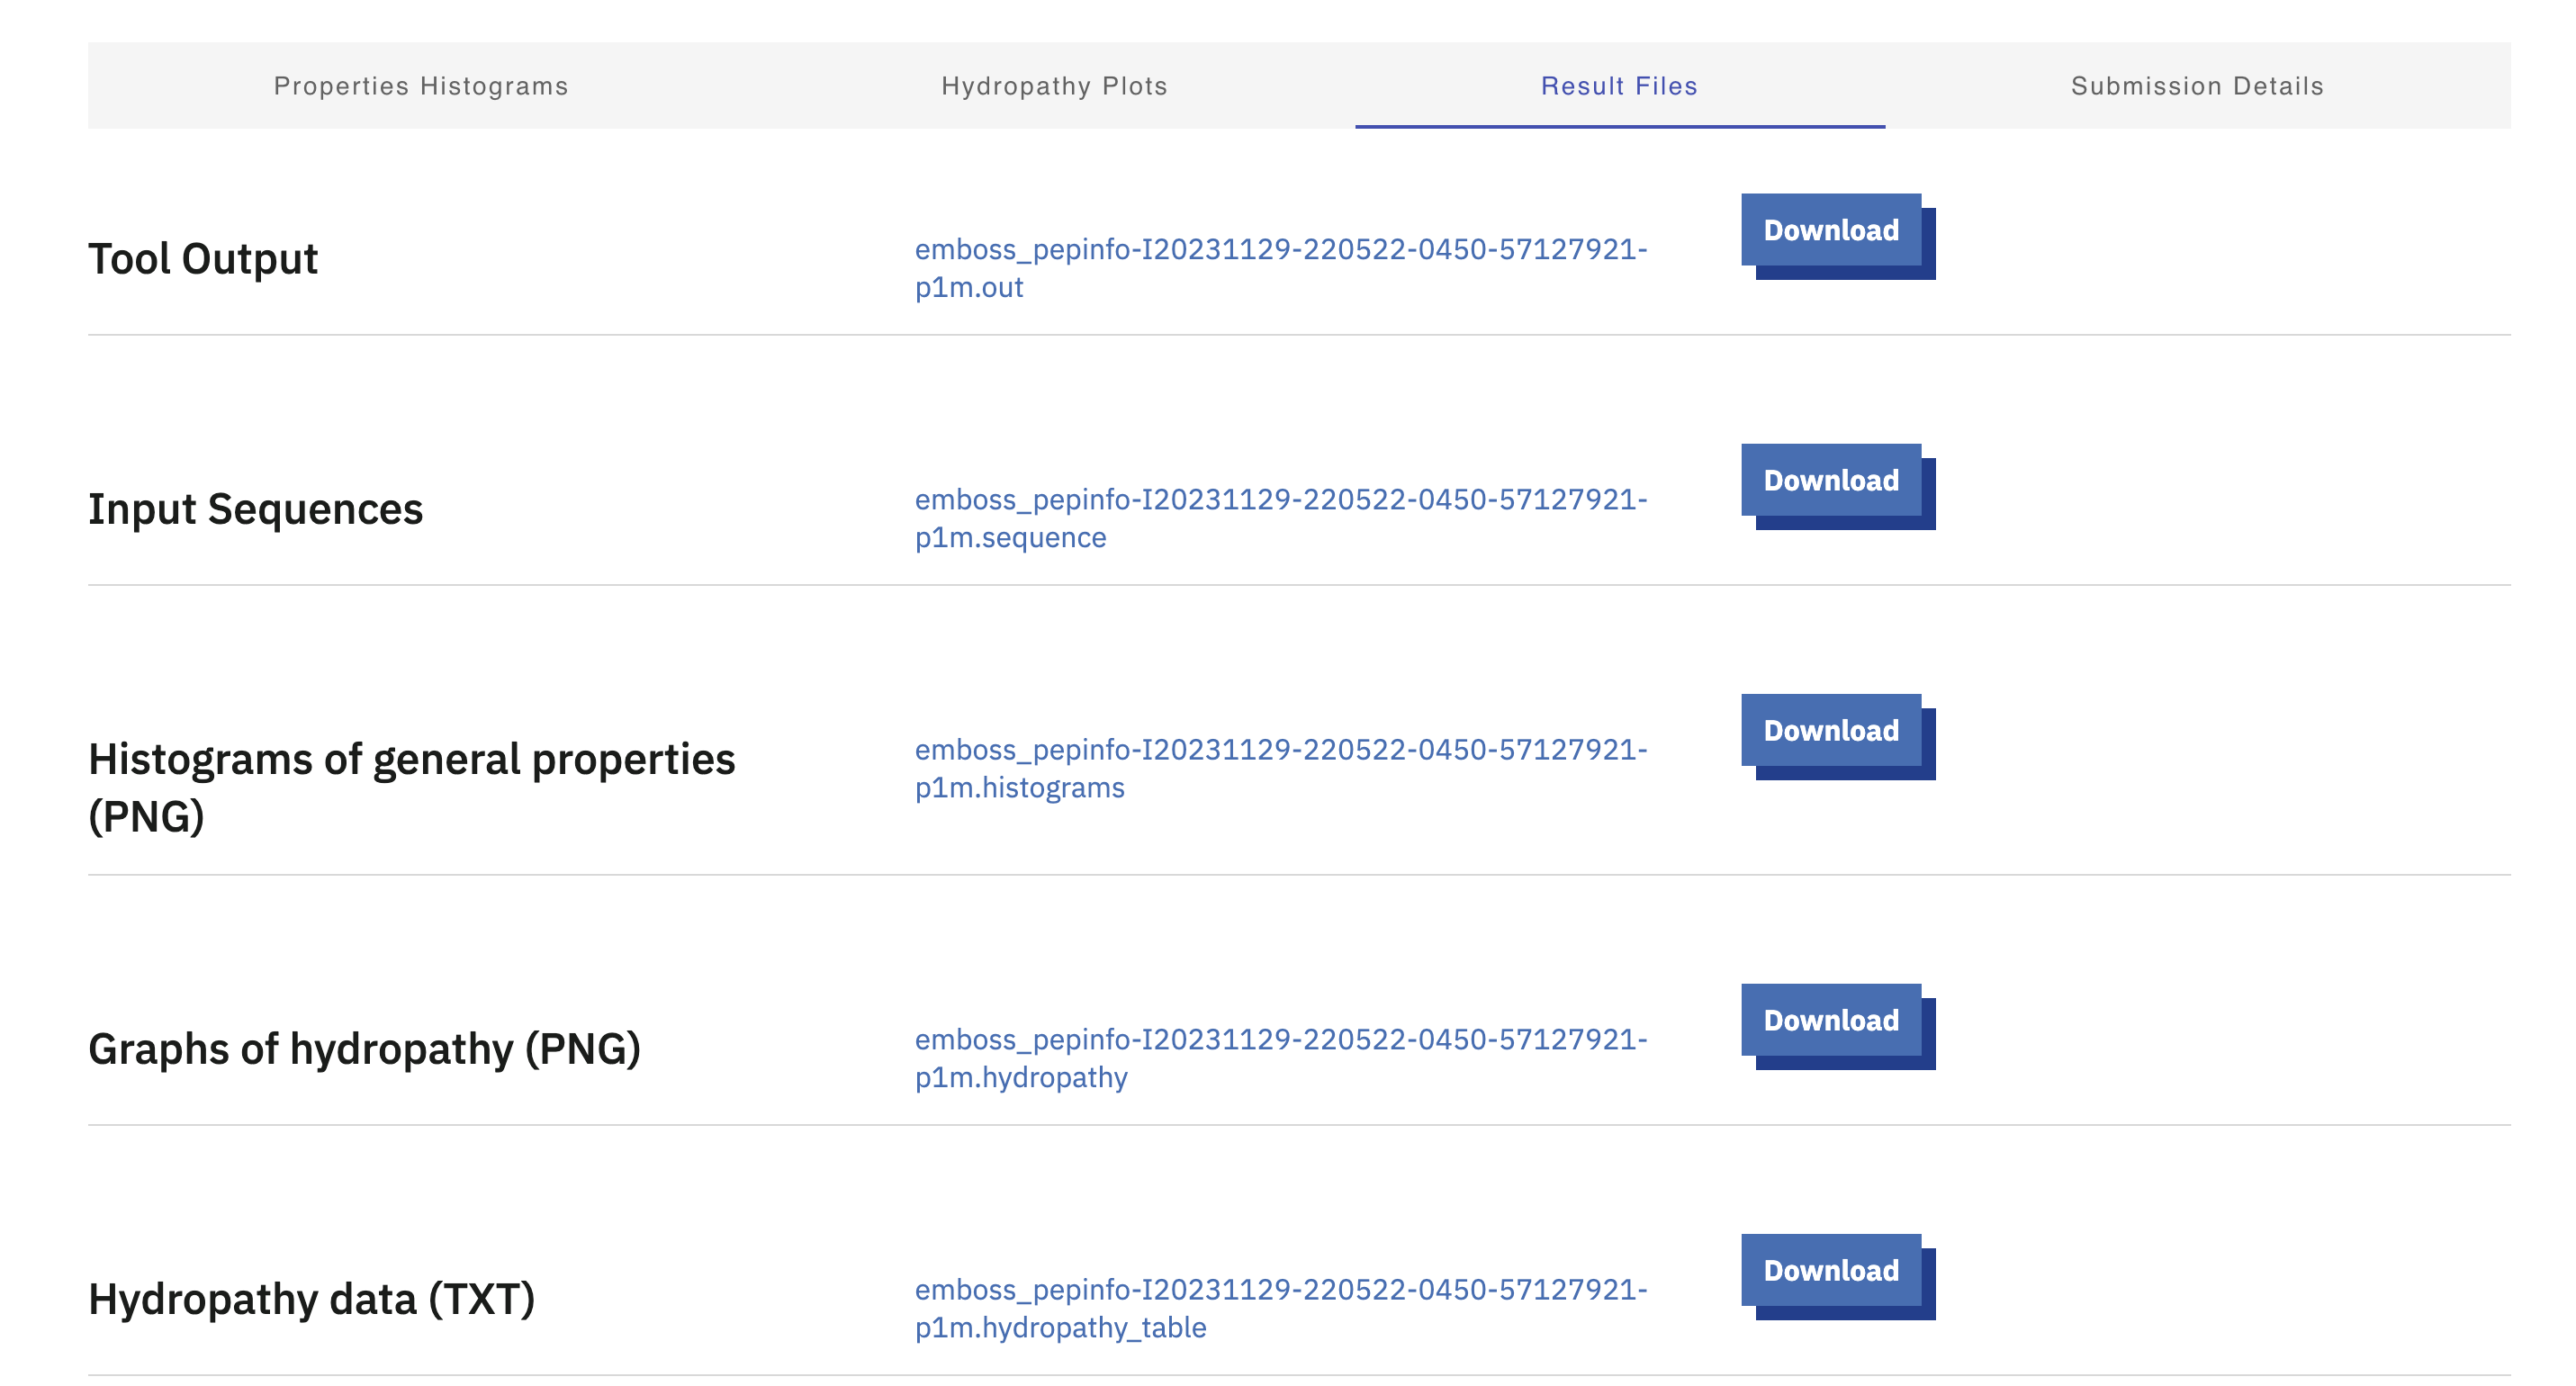 Properties Histograms
Hydropathy Plots
Result Files
Submission Details
Tool Output
emboss_pepinfo-I20231129-220522-0450-57127921-
p1m.out
Download
Input Sequences
emboss_pepinfo-I20231129-220522-0450-57127921-
p1m.sequence
Download
Histograms of general properties
(PNG)
emboss_pepinfo-I20231129-220522-0450-57127921-
p1m.histograms
Download
Graphs of hydropathy (PNG)
emboss_pepinfo-I20231129-220522-0450-57127921-
p1m.hydropathy
Download
Hydropathy data (TXT)
emboss_pepinfo-I20231129-220522-0450-57127921-
p1m.hydropathy_table
Download